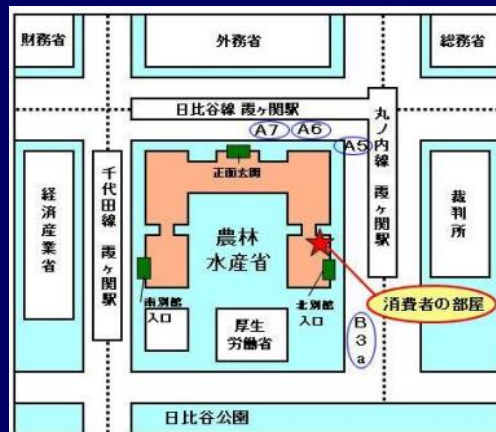 財務省
外務省
総務省
日比谷線 霞ヶ関駅
A7
A6
A5
丸ノ内線 霞ヶ関駅
正面玄関
経済産業省
千代田線 霞ヶ関駅
農林
水産省
裁判所
南別館
入口
北別館
入口
消費者の部屋
厚生
労働省
B3a
日比谷公園